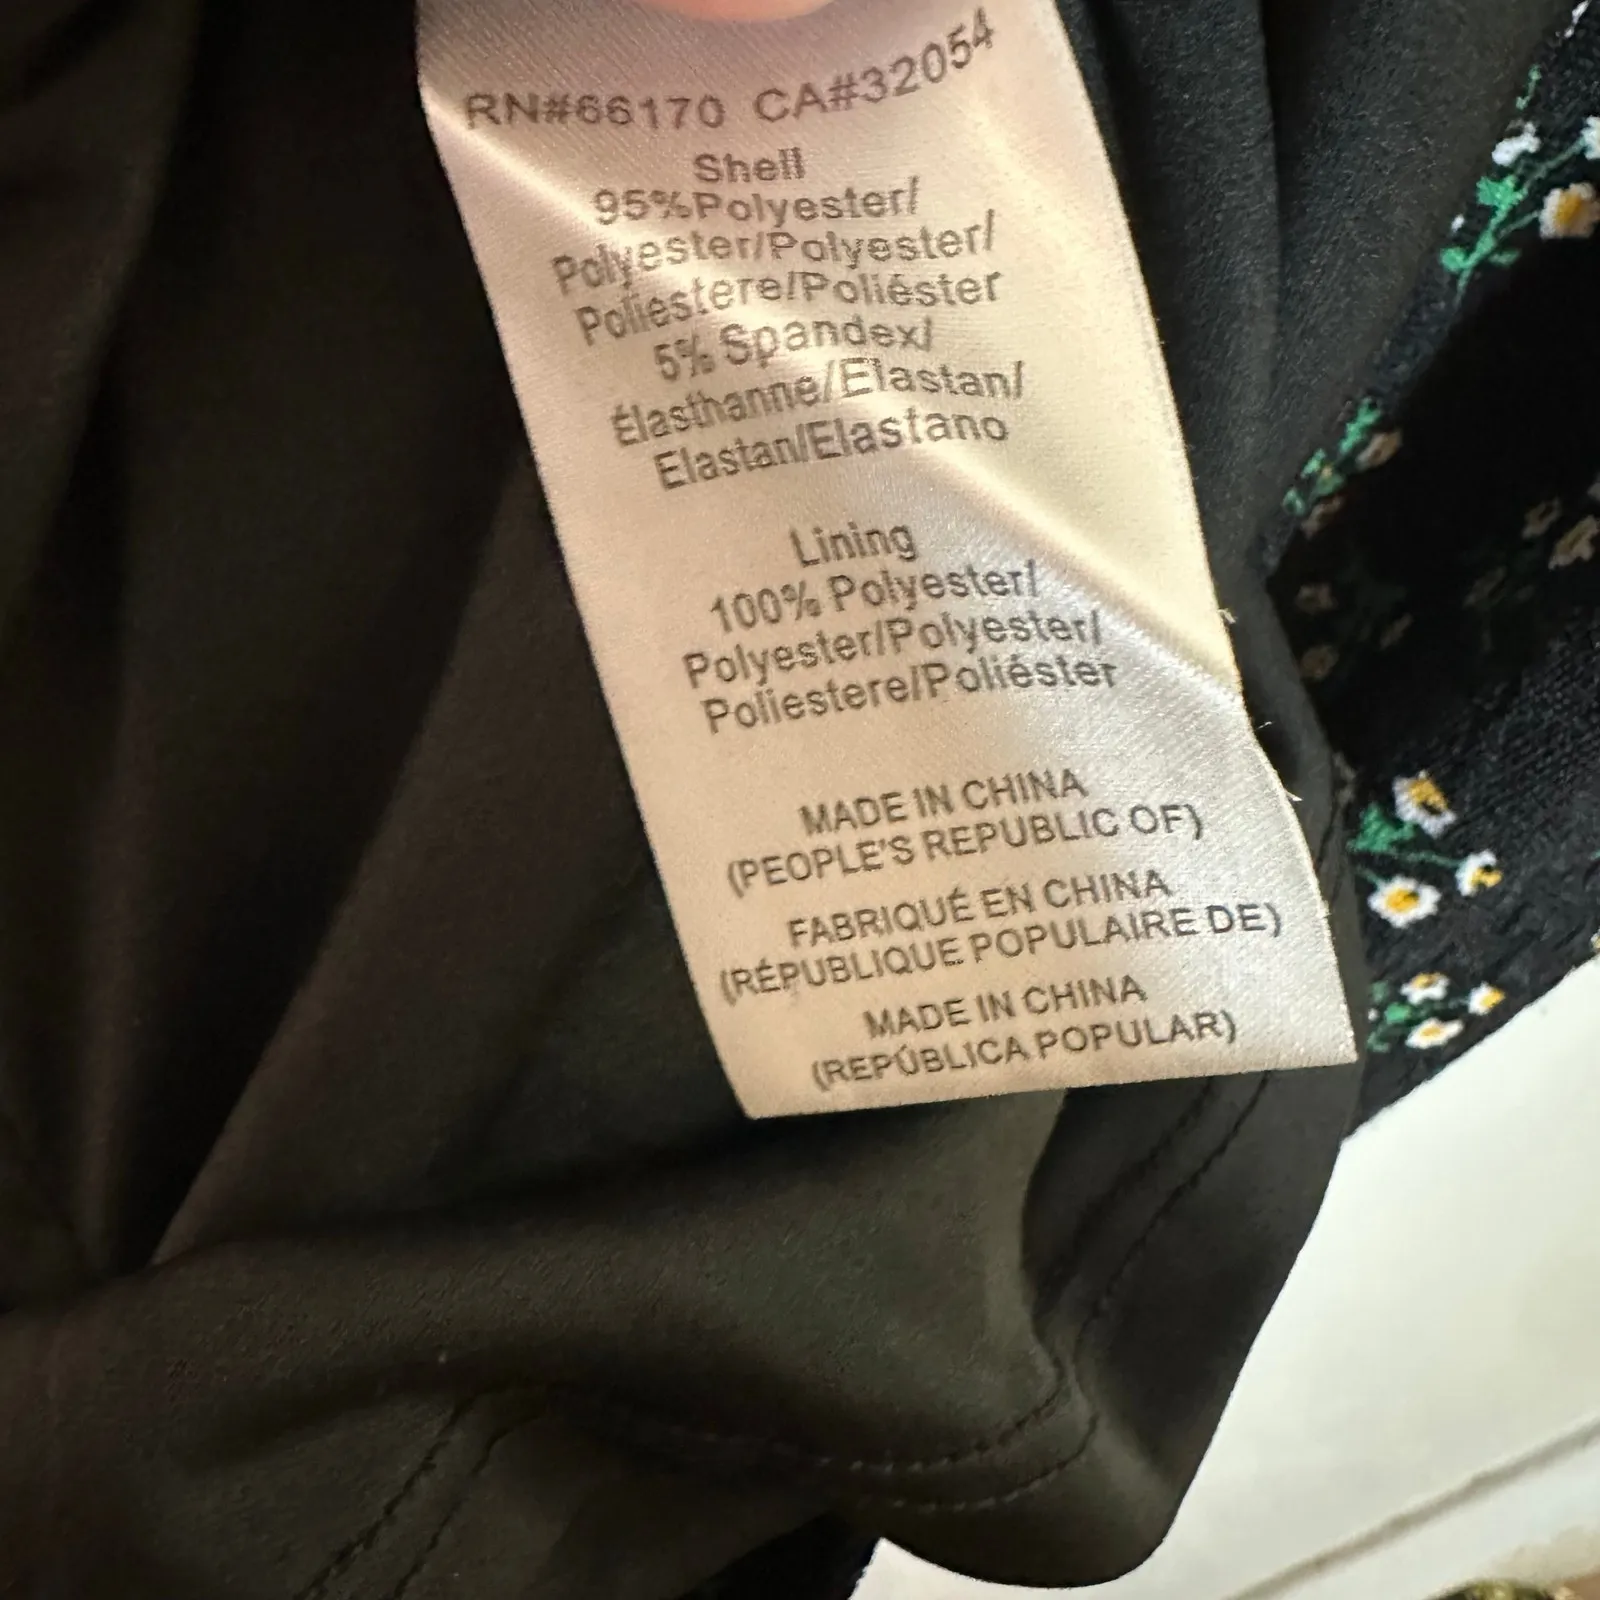 RN#66170 CA#32054
Shell
95%Polyester/
Polyester/Polyester/
Poliestere/Poliéster
5% Spandex/
Élasthanne/Elastan/
Elastan/Elastano
Lining
100% Polyester/
Polyester/Polyester/
Poliestere/Poliéster
MADE IN CHINA
(PEOPLE'S REPUBLIC OF)
FABRIQUÉ EN CHINA
(RÉPUBLIQUE POPULAIRE DE)
MADE IN CHINA
(REPÚBLICA POPULAR)